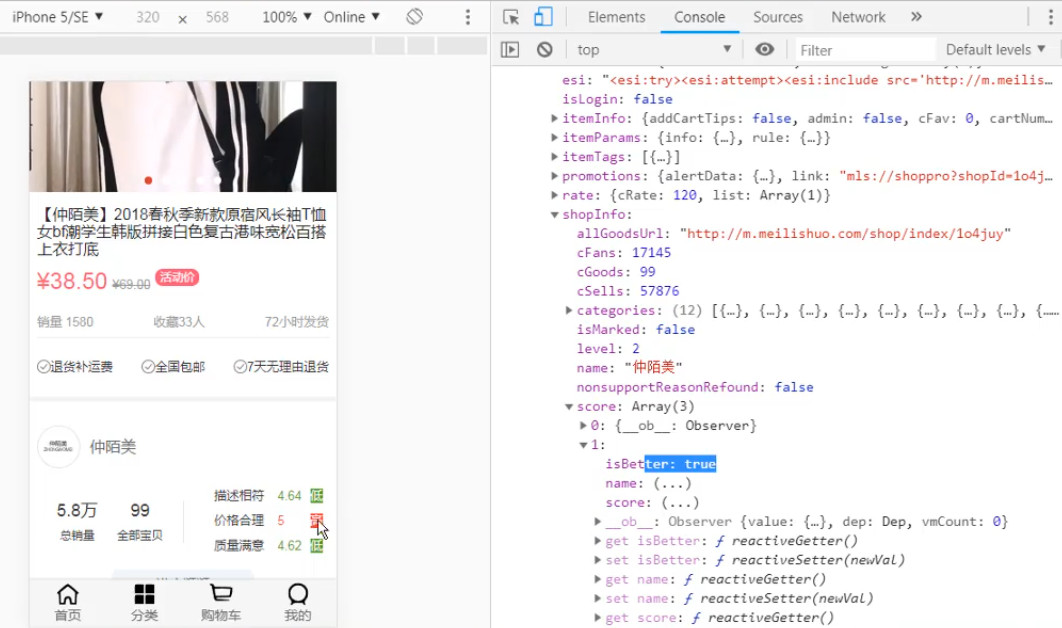 iPhone 5/SE ▼ 320 × 568 100% ▼ Online ▼
Elements Console Sources Network »
top ▼ Filter Default levels ▼
【仲陌美】2018春秋季新款原宿风长袖T恤
女bf潮学生韩版拼接白色复古港味宽松百搭
上衣打底
¥38.50 ¥69.00 活动价
销量 1580 收藏33人 72小时发货
退货补运费 全国包邮 7天无理由退货
仲陌美
5.8万 99
总销量 全部宝贝
描述相符 4.64 低
价格合理 5
质量满意 4.62 低
首页 分类 购物车 我的
esi: "<esi:try><esi:attempt><esi:include src='http://m.meilis…
isLogin: false
▶itemInfo: {addCartTips: false, admin: false, cFav: 0, cartNum…
▶itemParams: {info: {…}, rule: {…}}
▶itemTags: [{…}]
▶promotions: {alertData: {…}, link: "mls://shoppro?shopId=1o4j…
▶rate: {cRate: 120, list: Array(1)}
▼shopInfo:
allGoodsUrl: "http://m.meilishuo.com/shop/index/1o4juy"
cFans: 17145
cGoods: 99
cSells: 57876
▶categories: (12) [{…}, {…}, {…}, {…}, {…}, {…}, {…}, {…}, {……
isMarked: false
level: 2
name: "仲陌美"
nonsupportReasonRefound: false
▼score: Array(3)
▶0: {__ob__: Observer}
▼1:
isBetter: true
name: (...)
score: (...)
▶__ob__: Observer {value: {…}, dep: Dep, vmCount: 0}
▶get isBetter: ƒ reactiveGetter()
▶set isBetter: ƒ reactiveSetter(newVal)
▶get name: ƒ reactiveGetter()
▶set name: ƒ reactiveSetter(newVal)
▶get score: ƒ reactiveGetter()